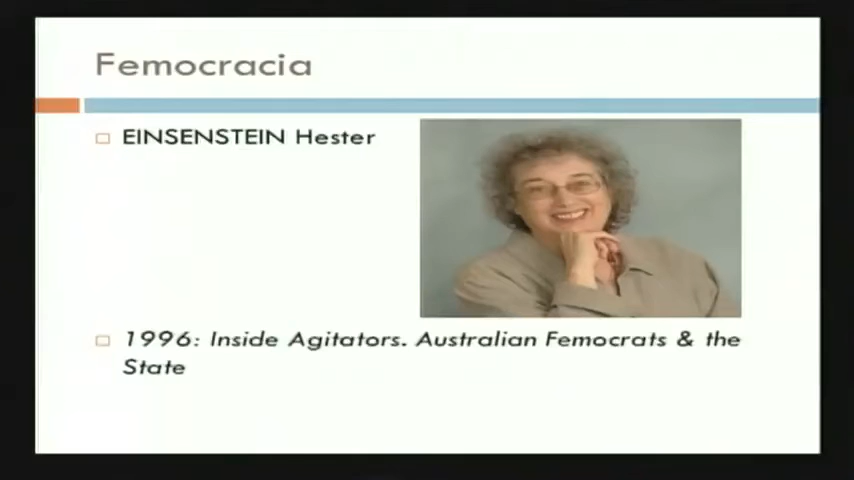 Femocracia
EINSENSTEIN Hester
1996: Inside Agitators. Australian Femocrats & the
State